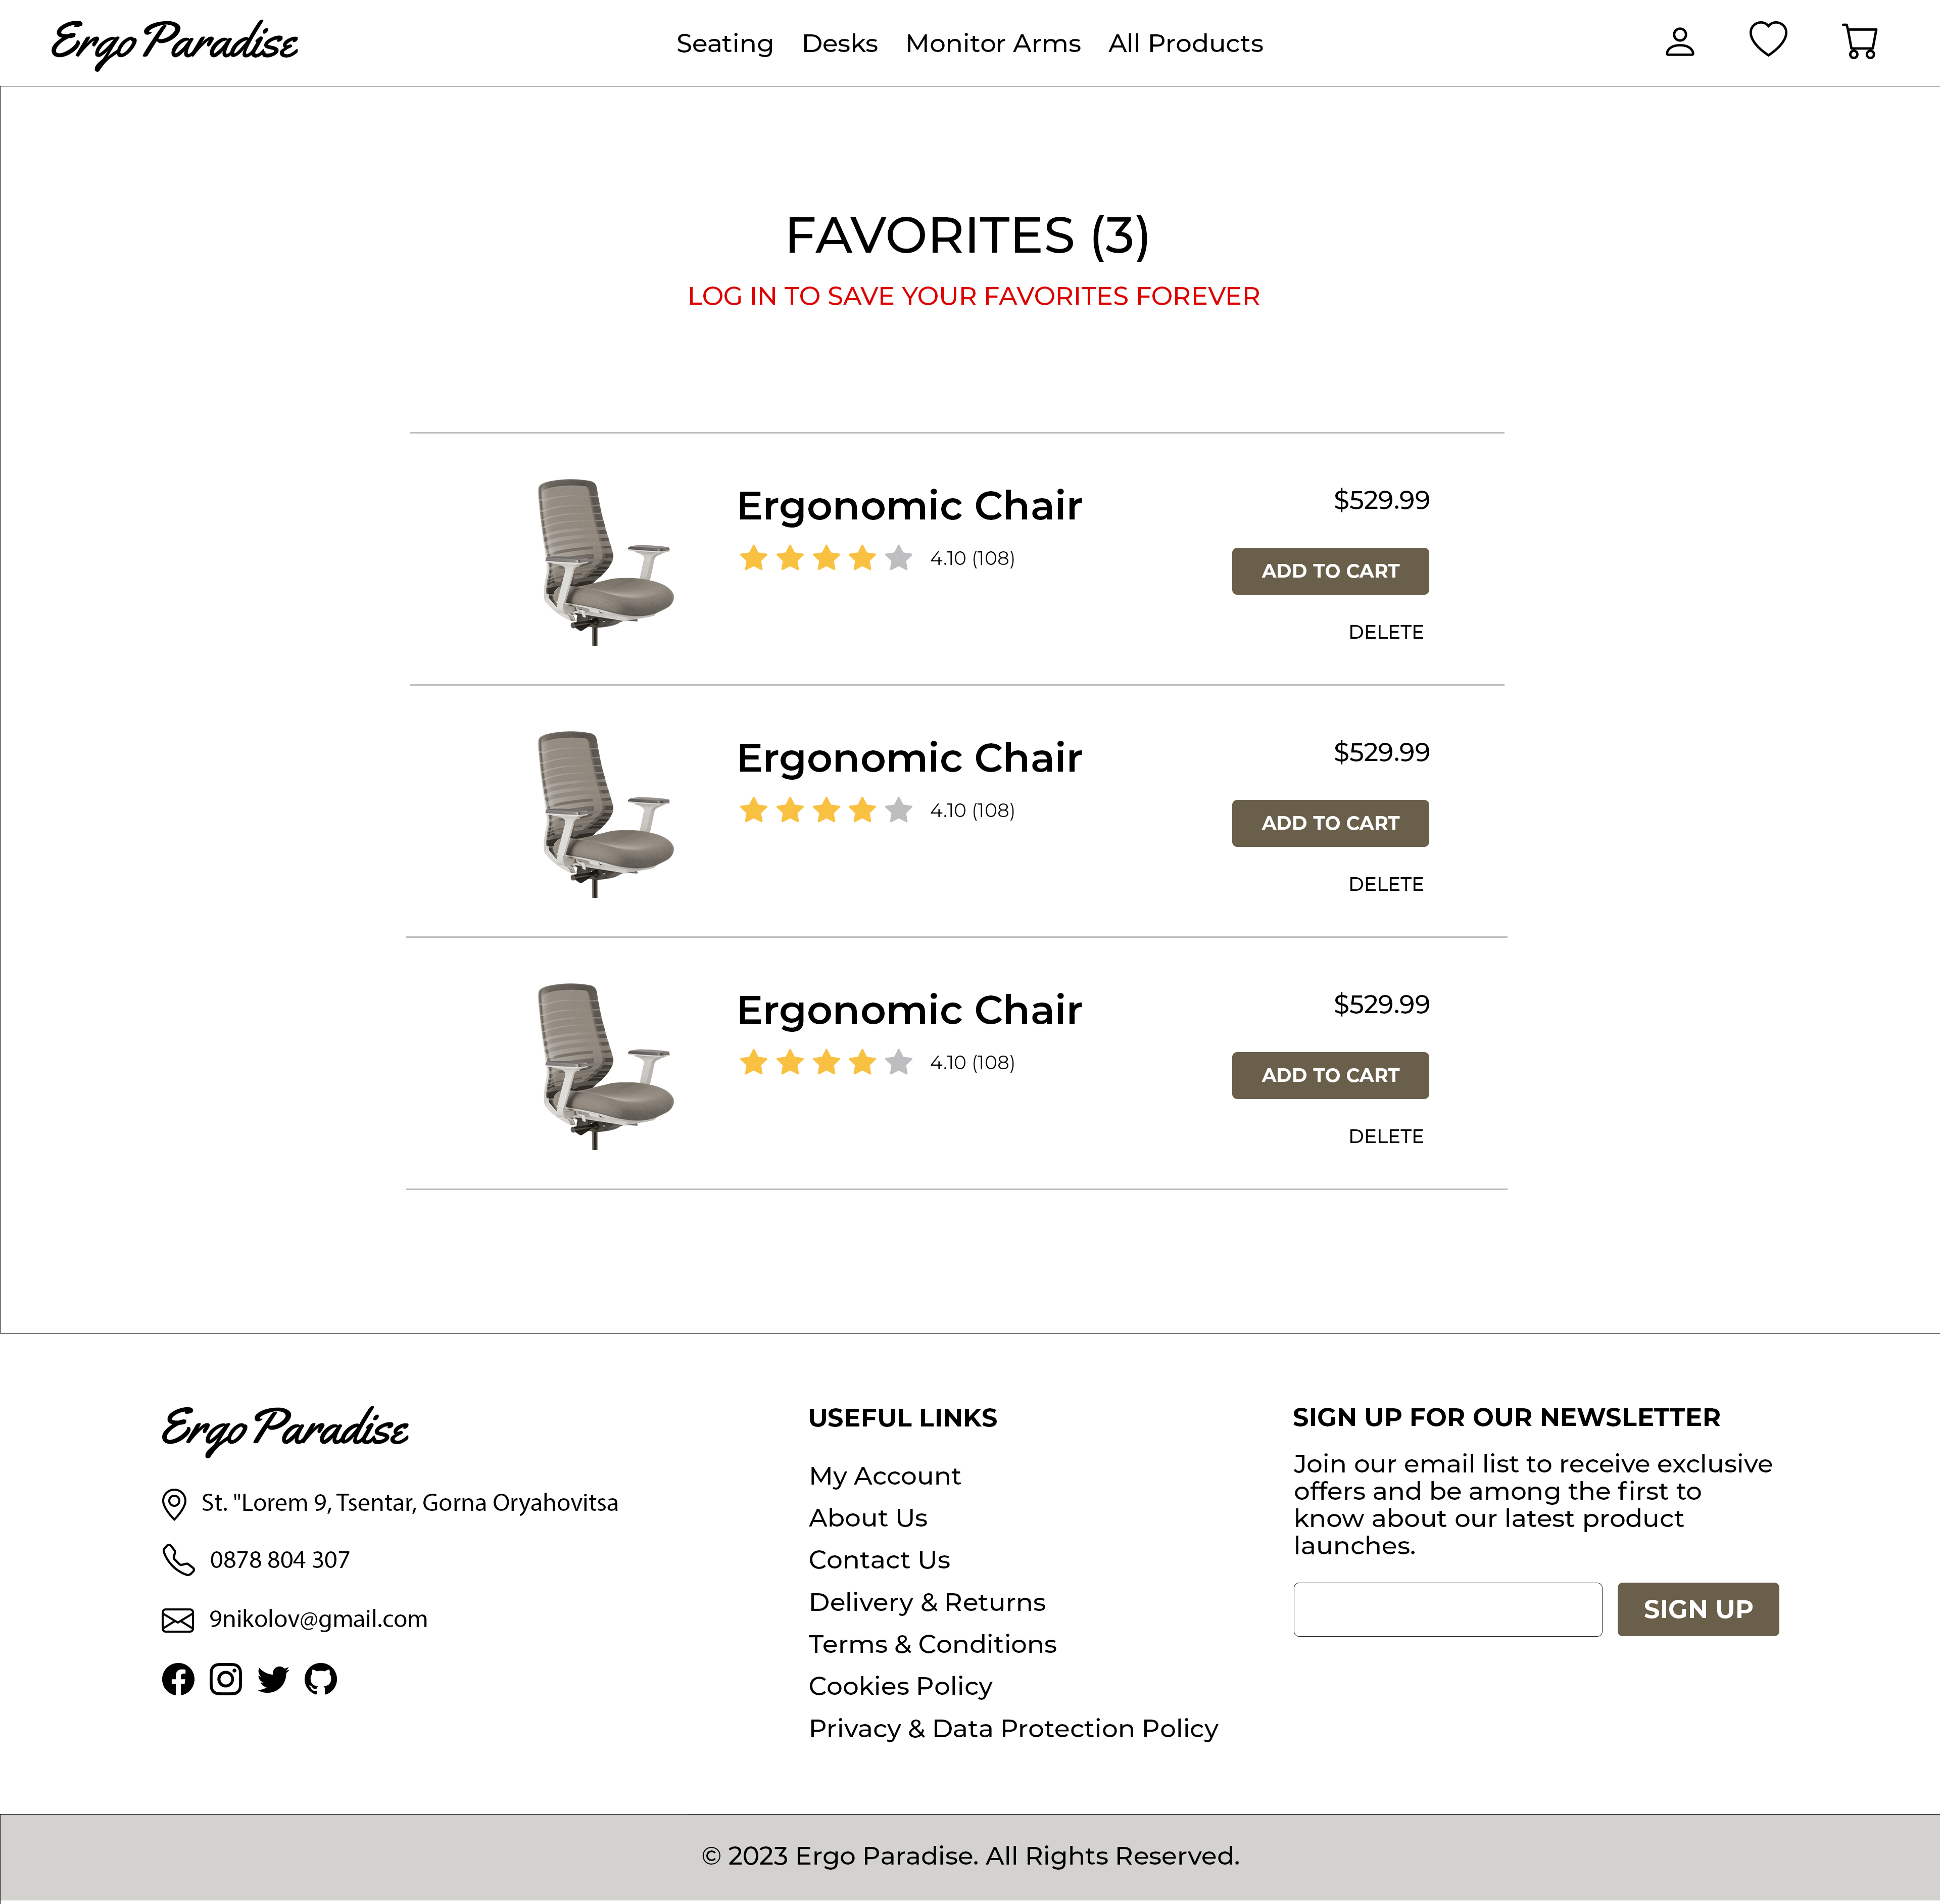 Ergo Paradise
Seating Desks Monitor Arms All Products
FAVORITES (3)
LOG IN TO SAVE YOUR FAVORITES FOREVER
Ergonomic Chair
4.10 (108)
$529.99
ADD TO CART
DELETE
Ergonomic Chair
4.10 (108)
$529.99
ADD TO CART
DELETE
Ergonomic Chair
4.10 (108)
$529.99
ADD TO CART
DELETE
Ergo Paradise
St. "Lorem 9, Tsentar, Gorna Oryahovitsa
0878 804 307
9nikolov@gmail.com
USEFUL LINKS
My Account
About Us
Contact Us
Delivery & Returns
Terms & Conditions
Cookies Policy
Privacy & Data Protection Policy
SIGN UP FOR OUR NEWSLETTER
Join our email list to receive exclusive
offers and be among the first to
know about our latest product
launches.
SIGN UP
© 2023 Ergo Paradise. All Rights Reserved.